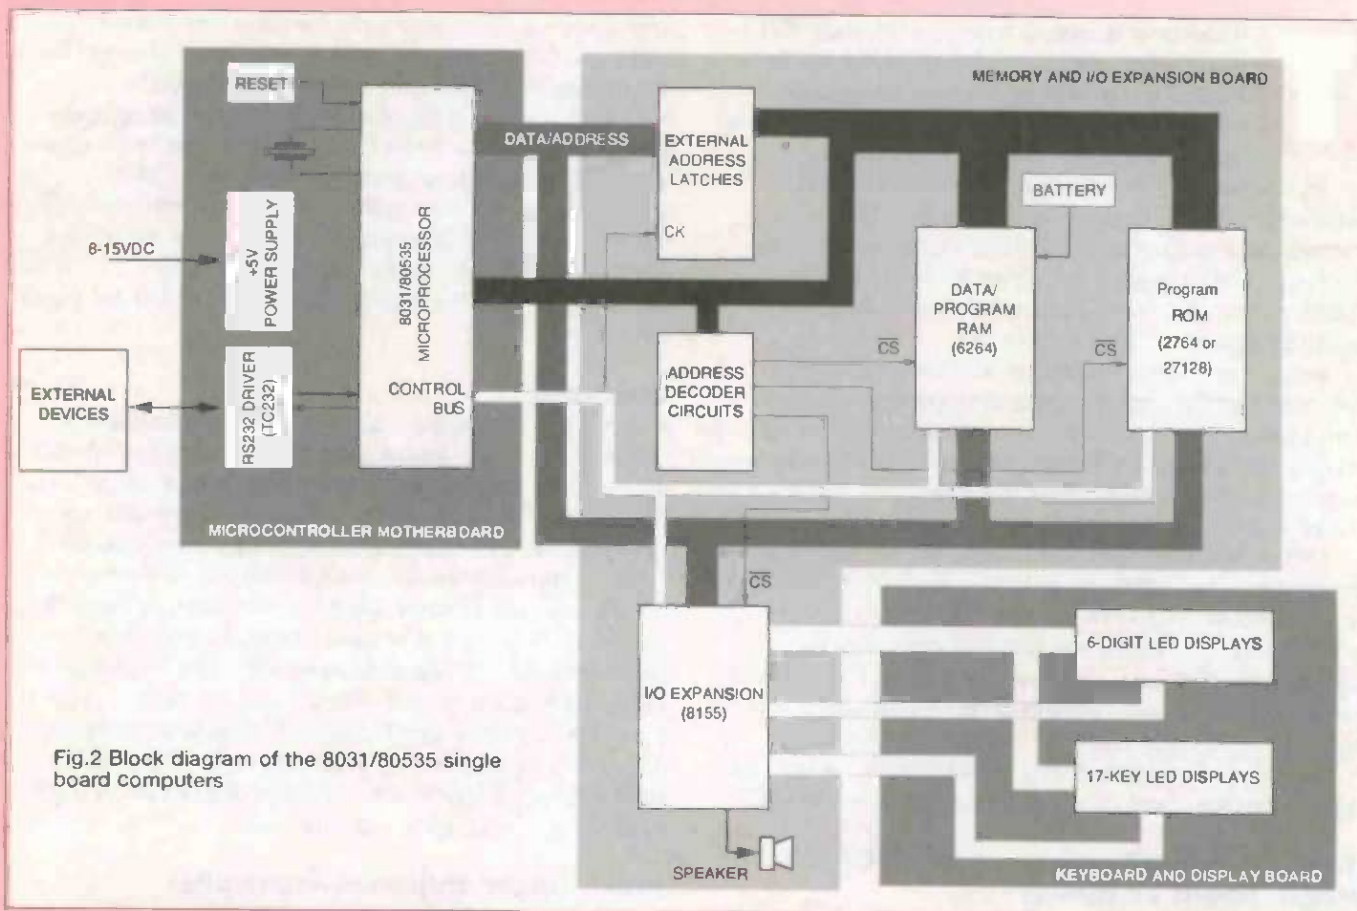 MEMORY AND I/O EXPANSION BOARD
RESET
DATA/ADDRESS
EXTERNAL
ADDRESS
LATCHES
CK
BATTERY
8-15VDC
+5V
POWER SUPPLY
8031/80535
MICROPROCESSOR
DATA/
PROGRAM
RAM
(6264)
Program
ROM
(2764 or
27128)
CS
CS
EXTERNAL
DEVICES
RS232 DRIVER
(TC232)
CONTROL
BUS
ADDRESS
DECODER
CIRCUITS
MICROCONTROLLER MOTHERBOARD
CS
I/O EXPANSION
(8155)
6-DIGIT LED DISPLAYS
17-KEY LED DISPLAYS
SPEAKER
KEYBOARD AND DISPLAY BOARD
Fig.2 Block diagram of the 8031/80535 single
board computers